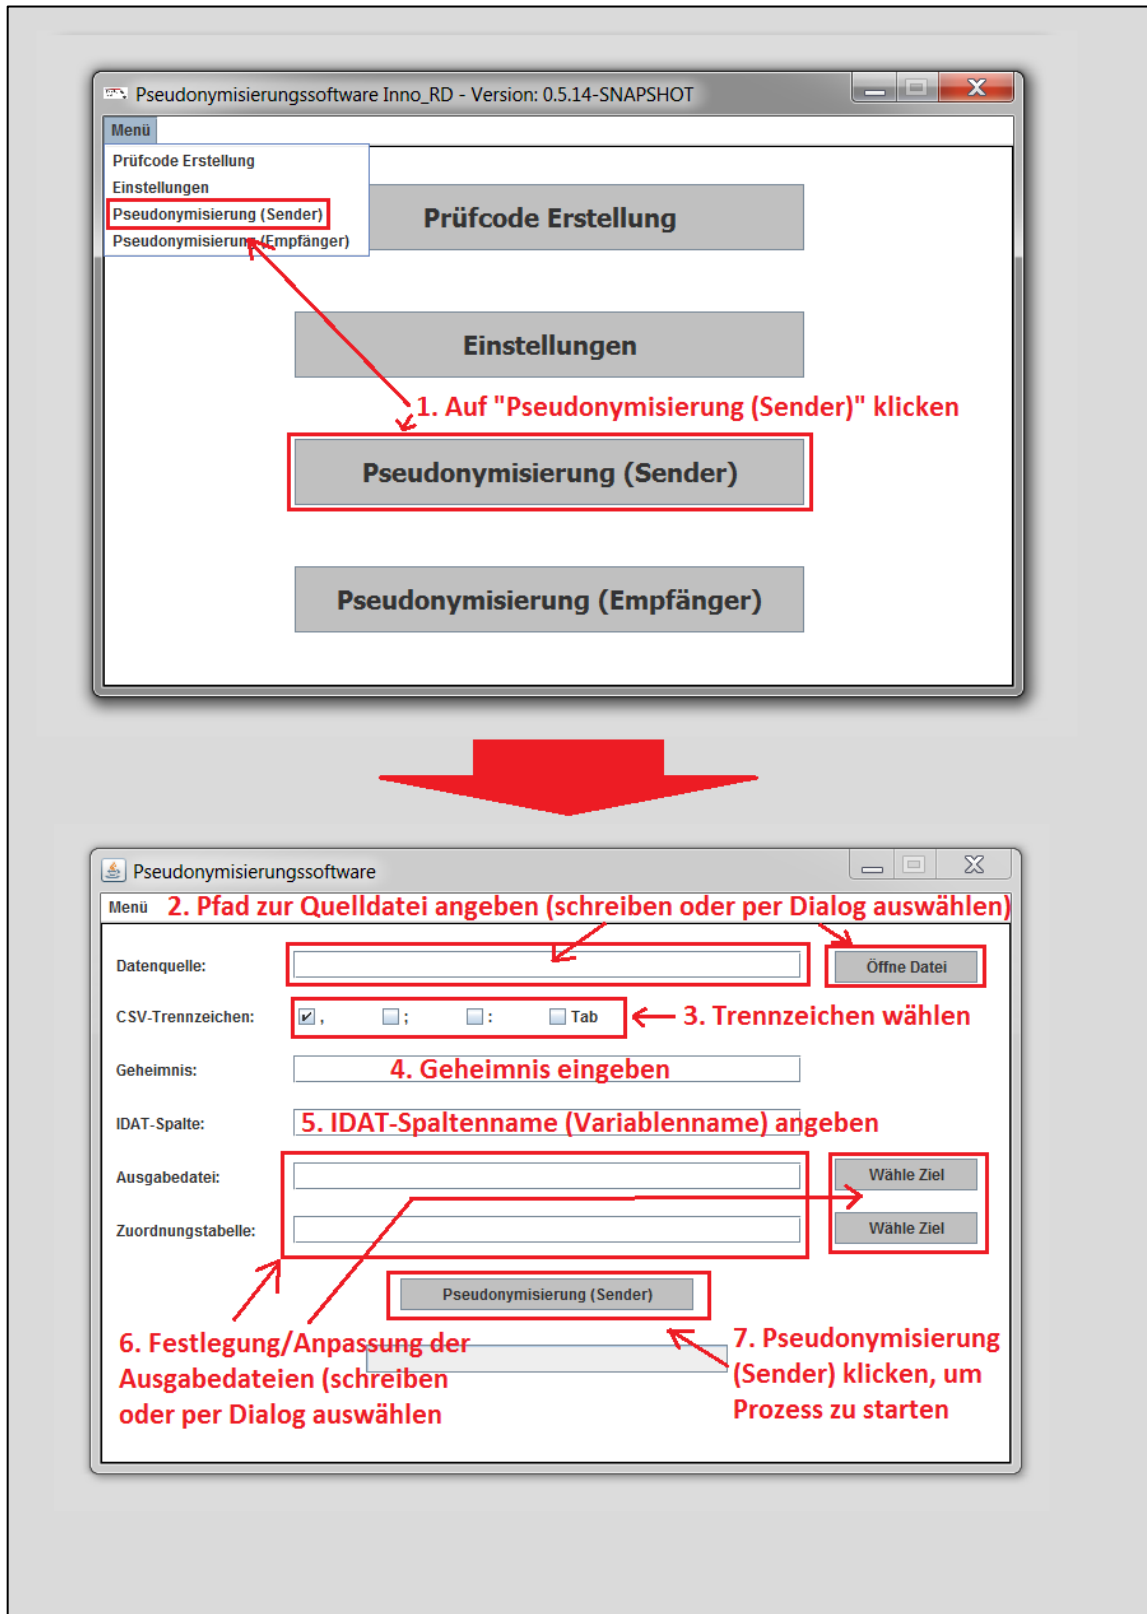 Pseudonymisierungssoftware Inno_RD - Version: 0.5.14-SNAPSHOT
Menü
Prüfcode Erstellung
Einstellungen
Pseudonymisierung (Sender)
Pseudonymisierung (Empfänger)
Prüfcode Erstellung
Einstellungen
1. Auf "Pseudonymisierung (Sender)" klicken
Pseudonymisierung (Sender)
Pseudonymisierung (Empfänger)
Pseudonymisierungssoftware
Menü
2. Pfad zur Quelldatei angeben (schreiben oder per Dialog auswählen)
Datenquelle:
Öffne Datei
CSV-Trennzeichen:
, ; : Tab
3. Trennzeichen wählen
Geheimnis:
4. Geheimnis eingeben
IDAT-Spalte:
5. IDAT-Spaltenname (Variablenname) angeben
Ausgabedatei:
Wähle Ziel
Zuordnungstabelle:
Wähle Ziel
Pseudonymisierung (Sender)
6. Festlegung/Anpassung der
Ausgabedateien (schreiben
oder per Dialog auswählen
7. Pseudonymisierung
(Sender) klicken, um
Prozess zu starten